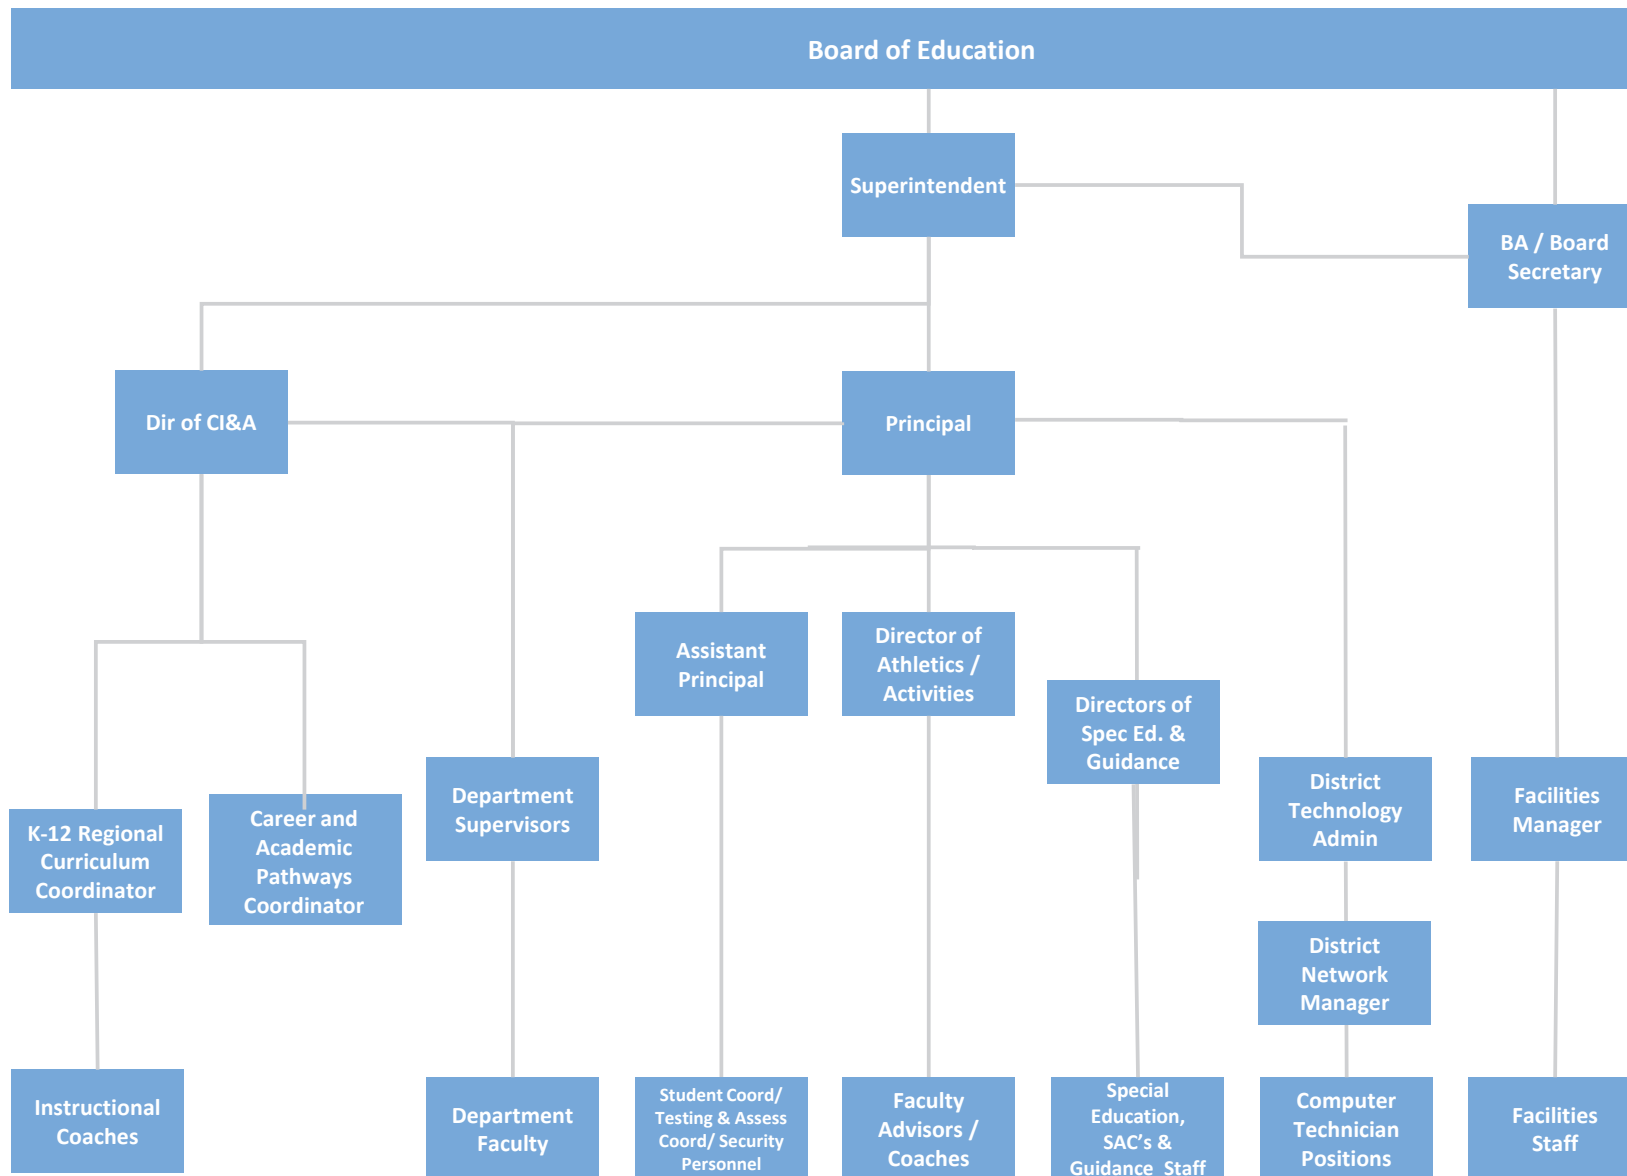 Board of Education
Superintendent
BA / Board
Secretary
Dir of CI&A
Principal
Assistant
Principal
Director of
Athletics /
Activities
Directors of
Spec Ed. &
Guidance
K-12 Regional
Curriculum
Coordinator
Career and
Academic
Pathways
Coordinator
Department
Supervisors
District
Technology
Admin
Facilities
Manager
District
Network
Manager
Instructional
Coaches
Department
Faculty
Student Coord/
Testing & Assess
Coord/ Security
Personnel
Faculty
Advisors /
Coaches
Special
Education,
SAC’s &
Guidance Staff
Computer
Technician
Positions
Facilities
Staff